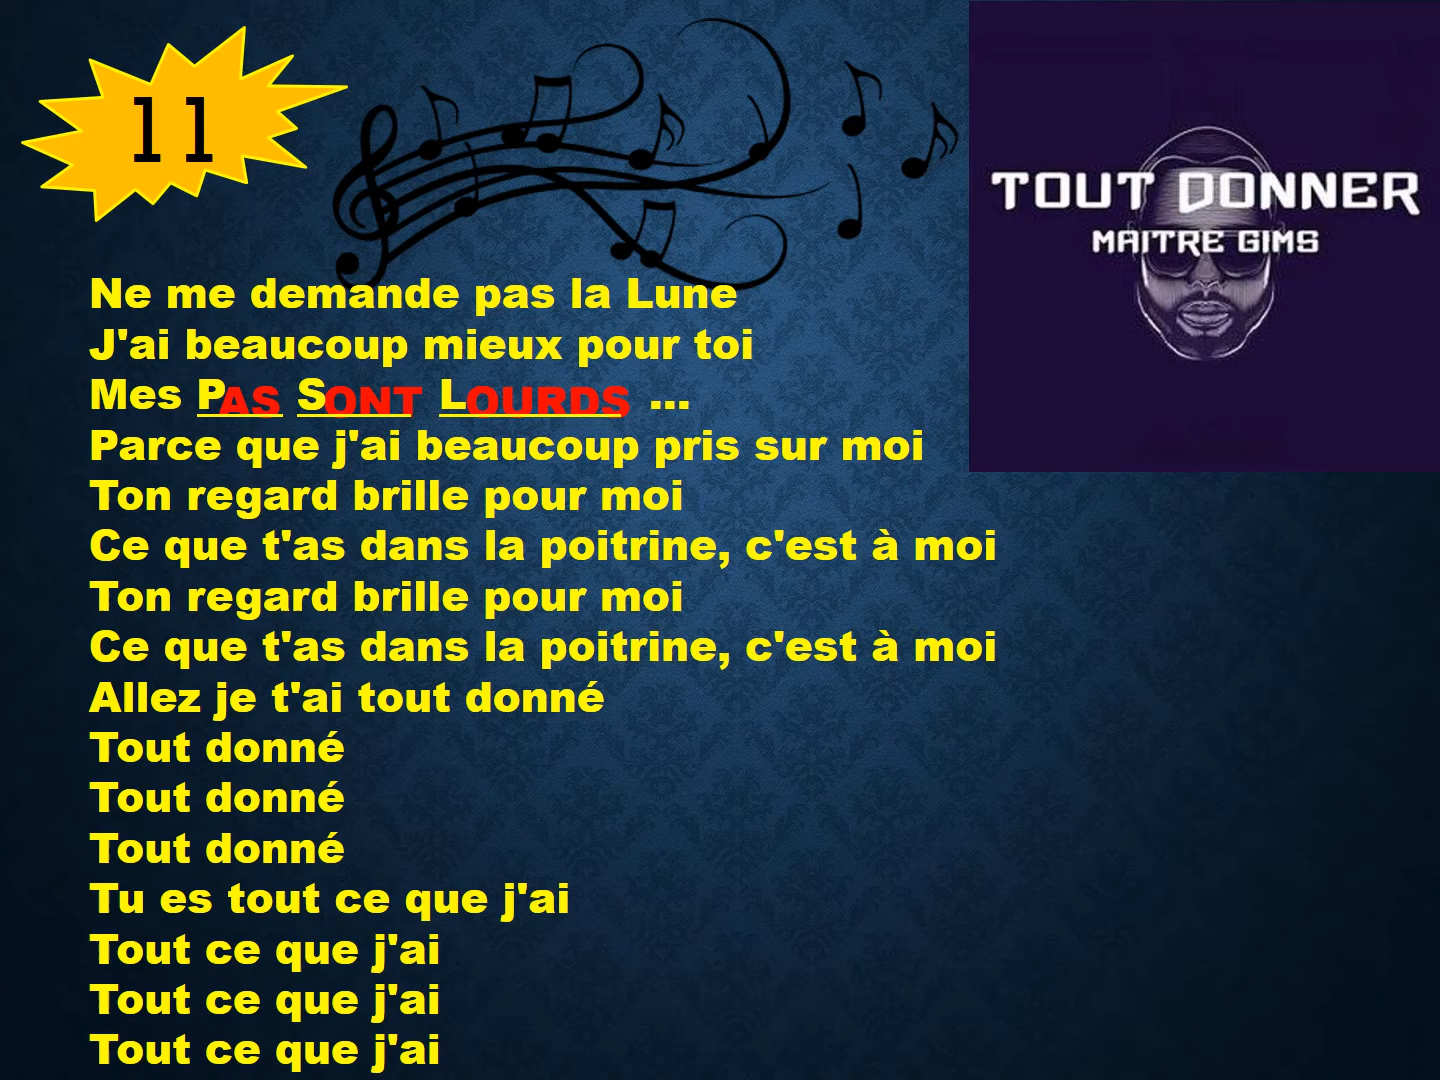 11
TOUT DONNER
MAITRE GIMS
Ne me demande pas la Lune
J'ai beaucoup mieux pour toi
Mes PAS SONT LOURDS ...
Parce que j'ai beaucoup pris sur moi
Ton regard brille pour moi
Ce que t'as dans la poitrine, c'est à moi
Ton regard brille pour moi
Ce que t'as dans la poitrine, c'est à moi
Allez je t'ai tout donné
Tout donné
Tout donné
Tout donné
Tu es tout ce que j'ai
Tout ce que j'ai
Tout ce que j'ai
Tout ce que j'ai